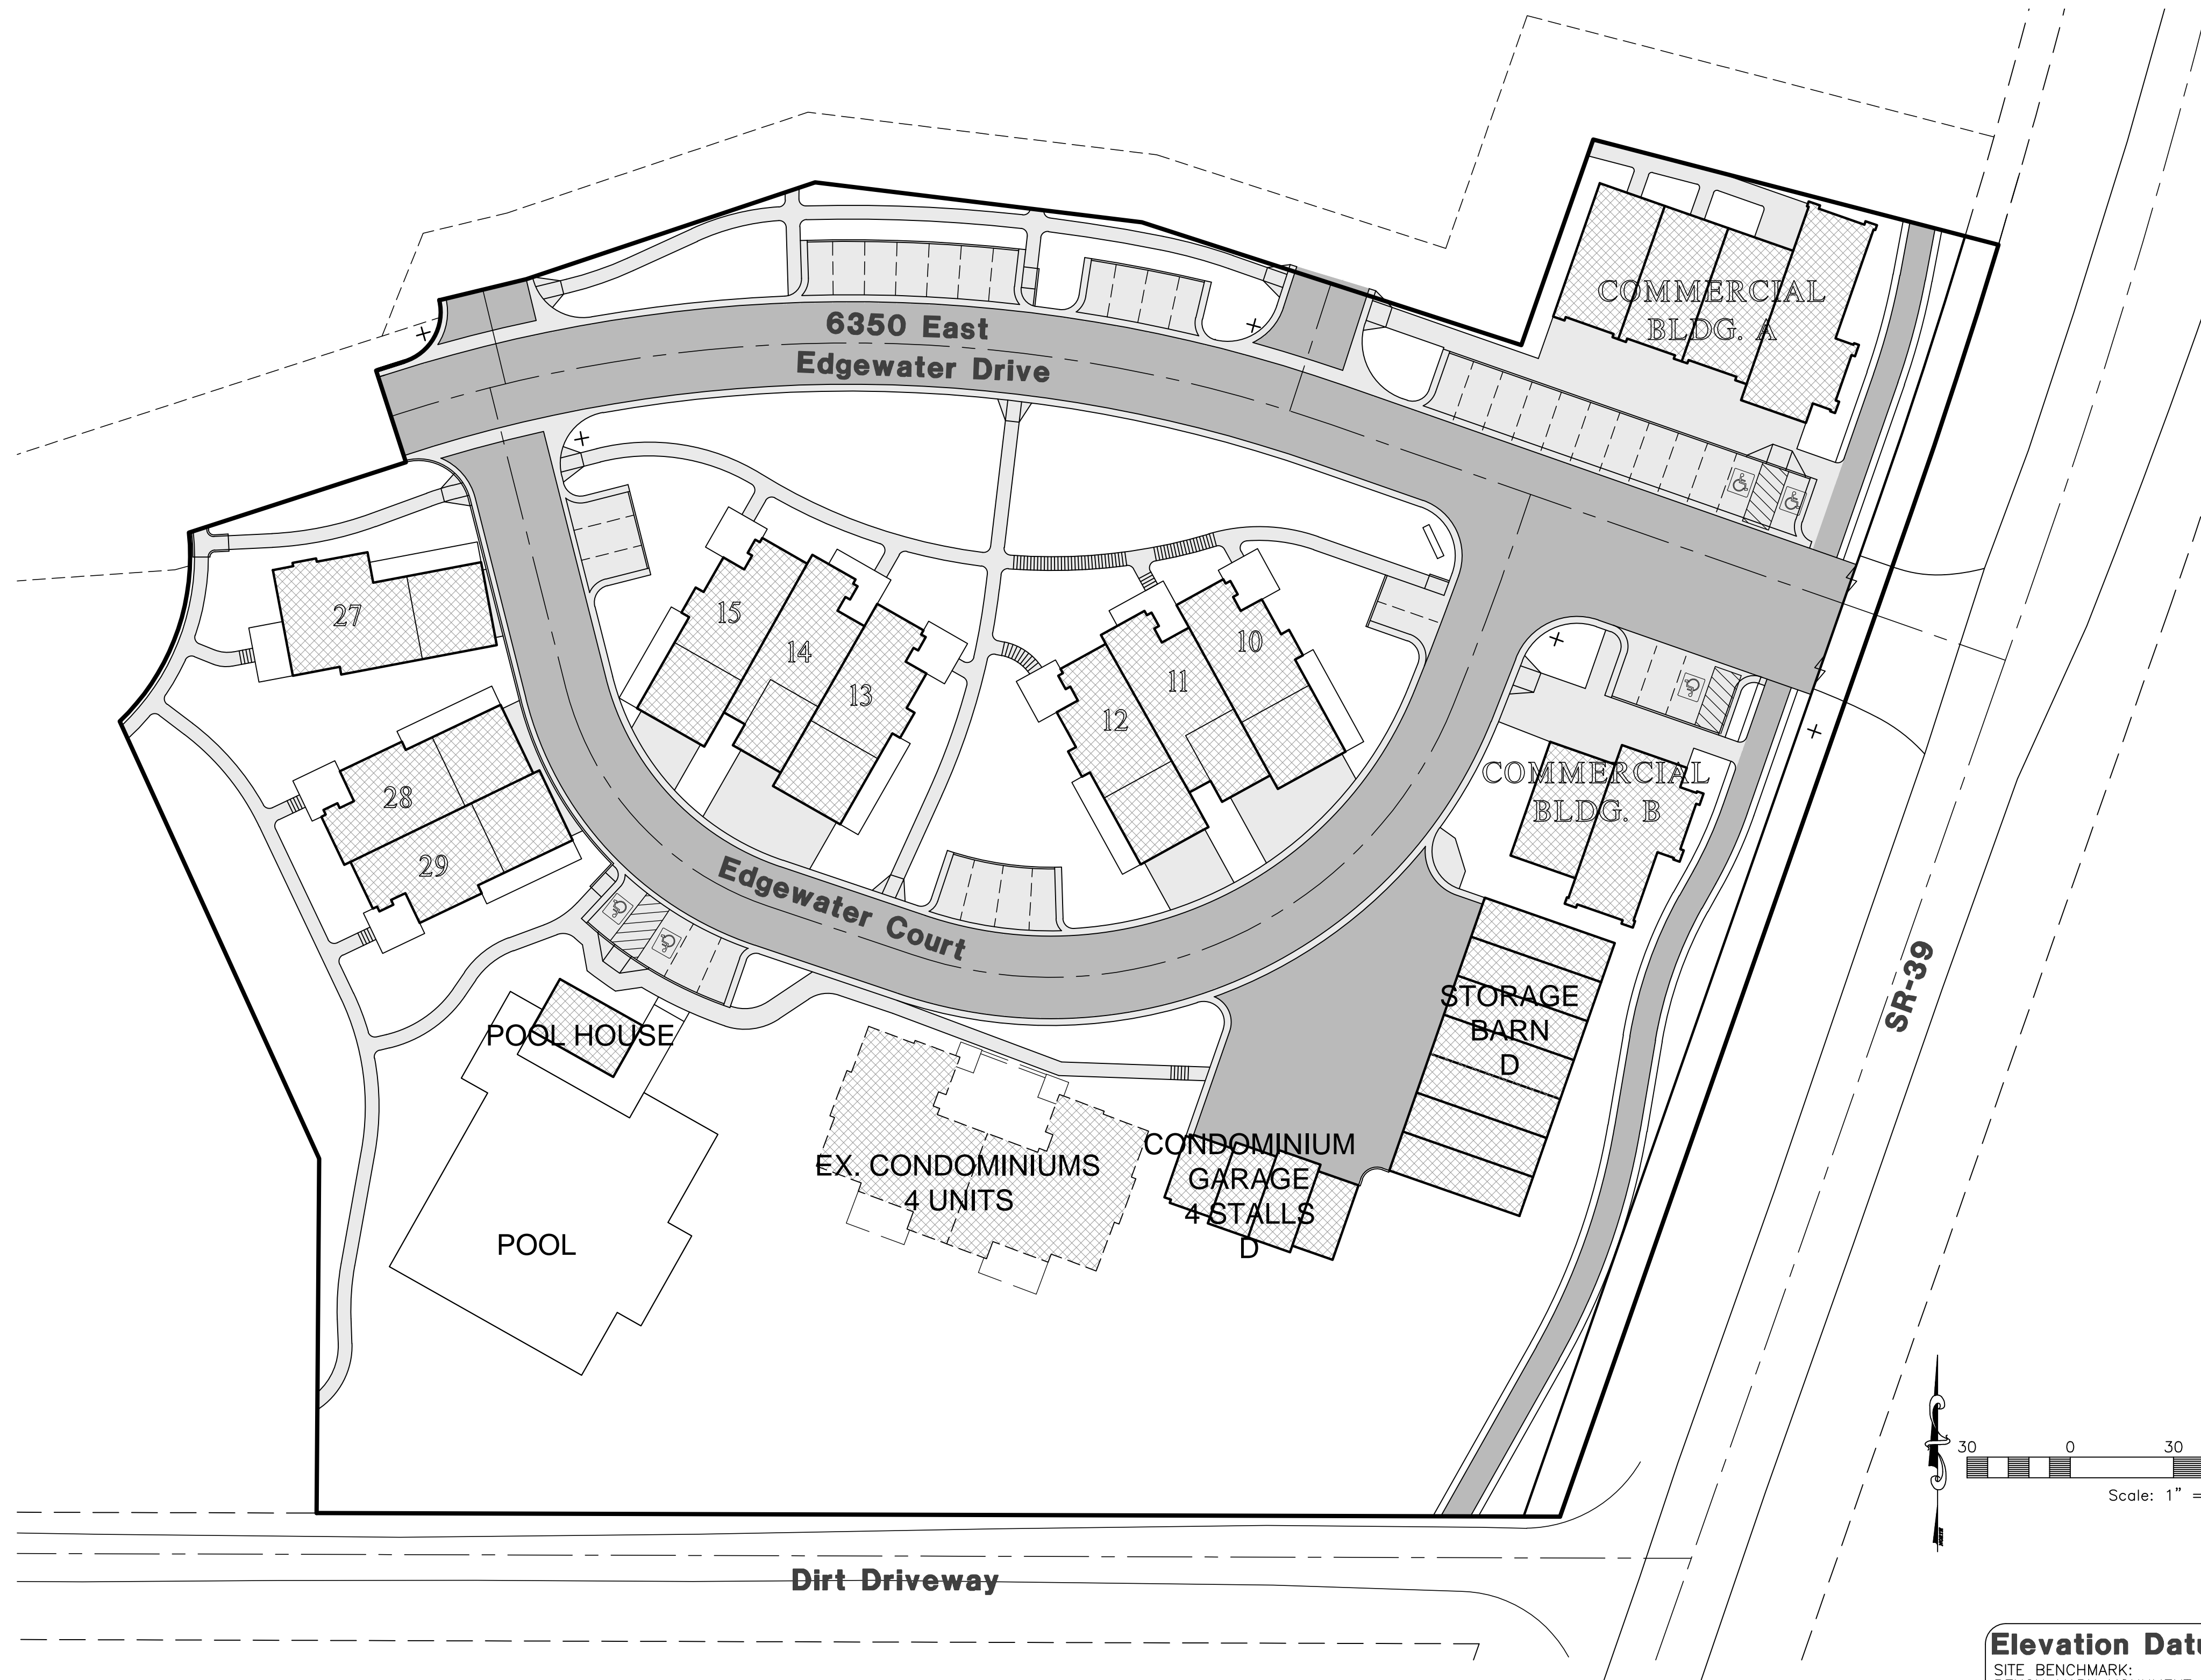 6350 East
Edgewater Drive
COMMERCIAL
BLDG. A
27
15
14
13
10
11
12
28
29
COMMERCIAL
BLDG. B
Edgewater Court
STORAGE
BARN
D
SR-39
POOL HOUSE
EX. CONDOMINIUMS
4 UNITS
CONDOMINIUM
GARAGE
4 STALLS
D
POOL
30 0 30
Scale: 1" =
Dirt Driveway
Elevation
SITE BENCHMARK: